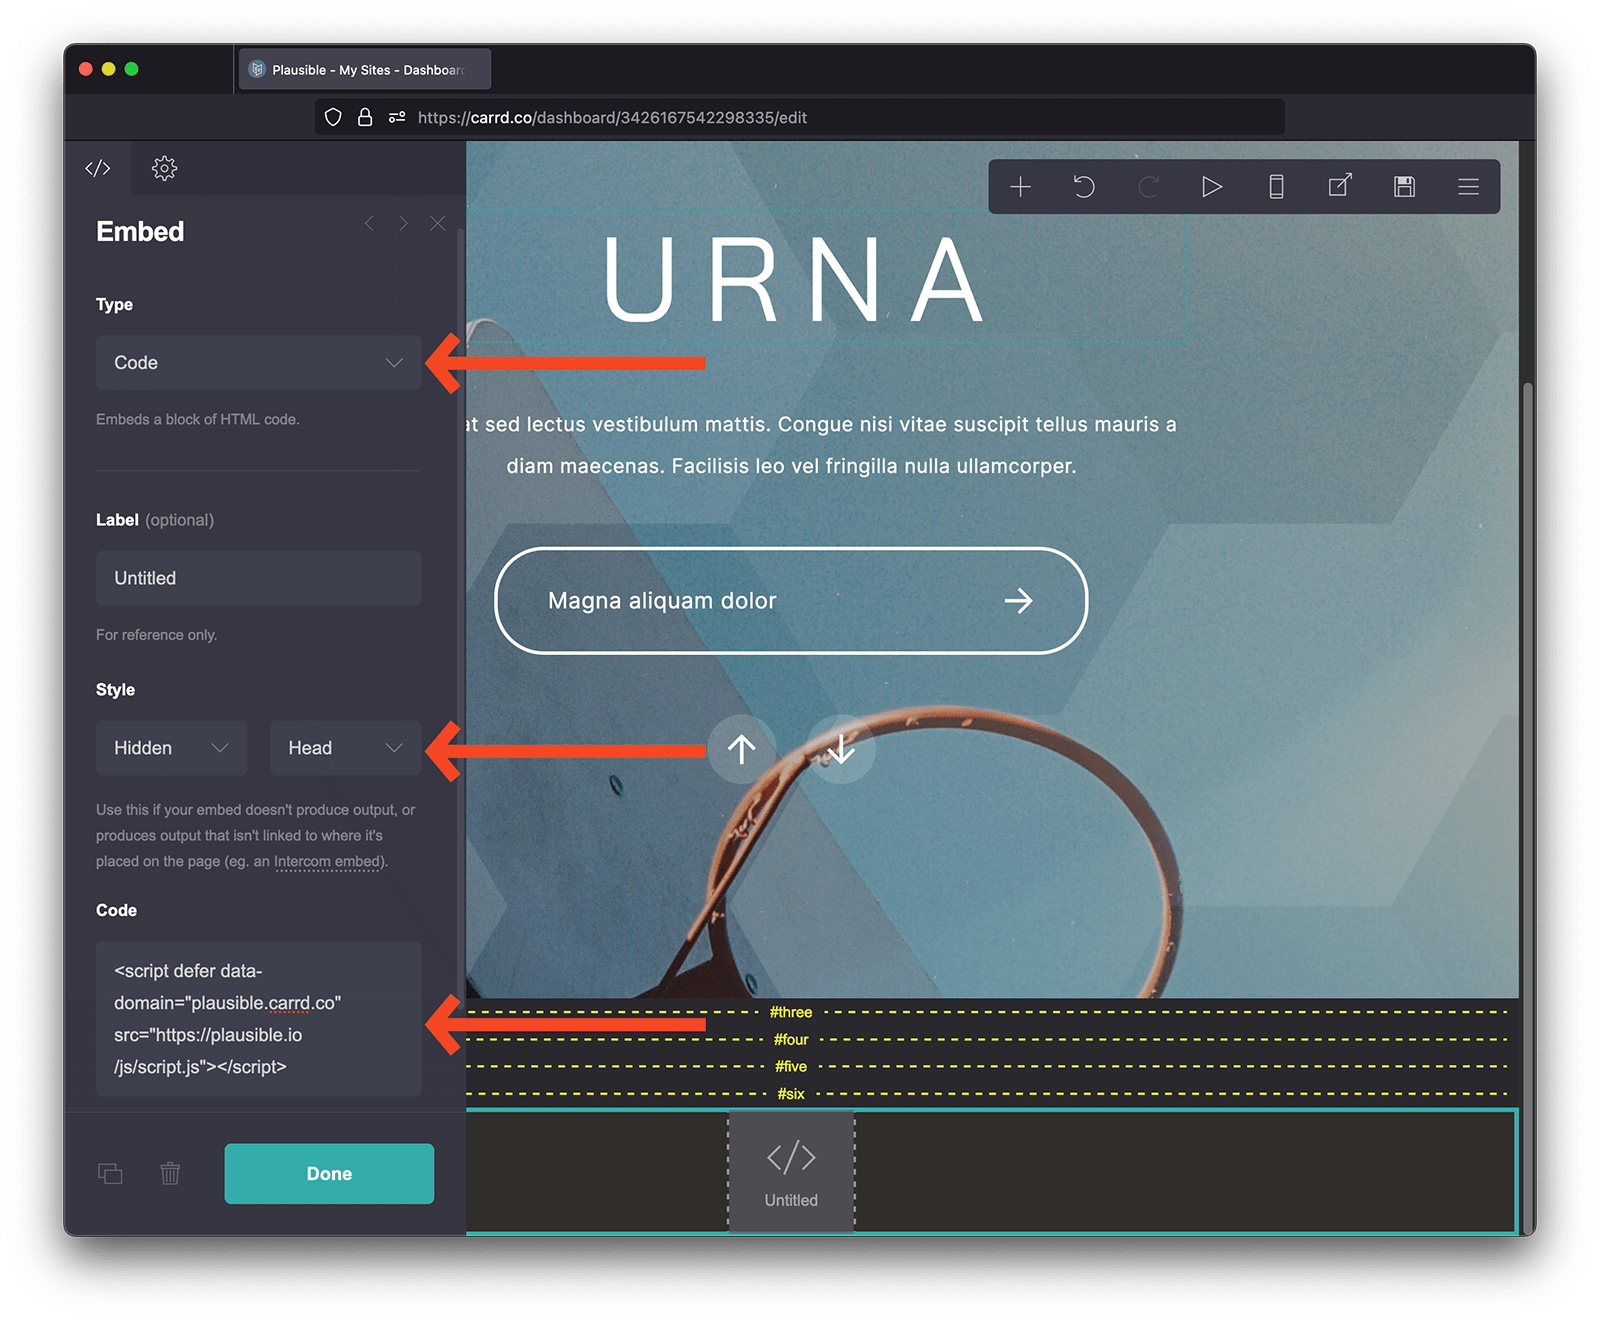 Plausible - My Sites - Dashboar
https://carrd.co/dashboard/3426167542298335/edit
Embed
Type
Code
Embeds a block of HTML code.
Label (optional)
Untitled
For reference only.
Style
Hidden
Head
Use this if your embed doesn't produce output, or
produces output that isn't linked to where it's
placed on the page (eg. an Intercom embed).
Code
<script defer data-
domain="plausible.carrd.co"
src="https://plausible.io
/js/script.js"></script>
Done
URNA
at sed lectus vestibulum mattis. Congue nisi vitae suscipit tellus mauris a
diam maecenas. Facilisis leo vel fringilla nulla ullamcorper.
Magna aliquam dolor
#three
#four
#five
#six
</>
Untitled